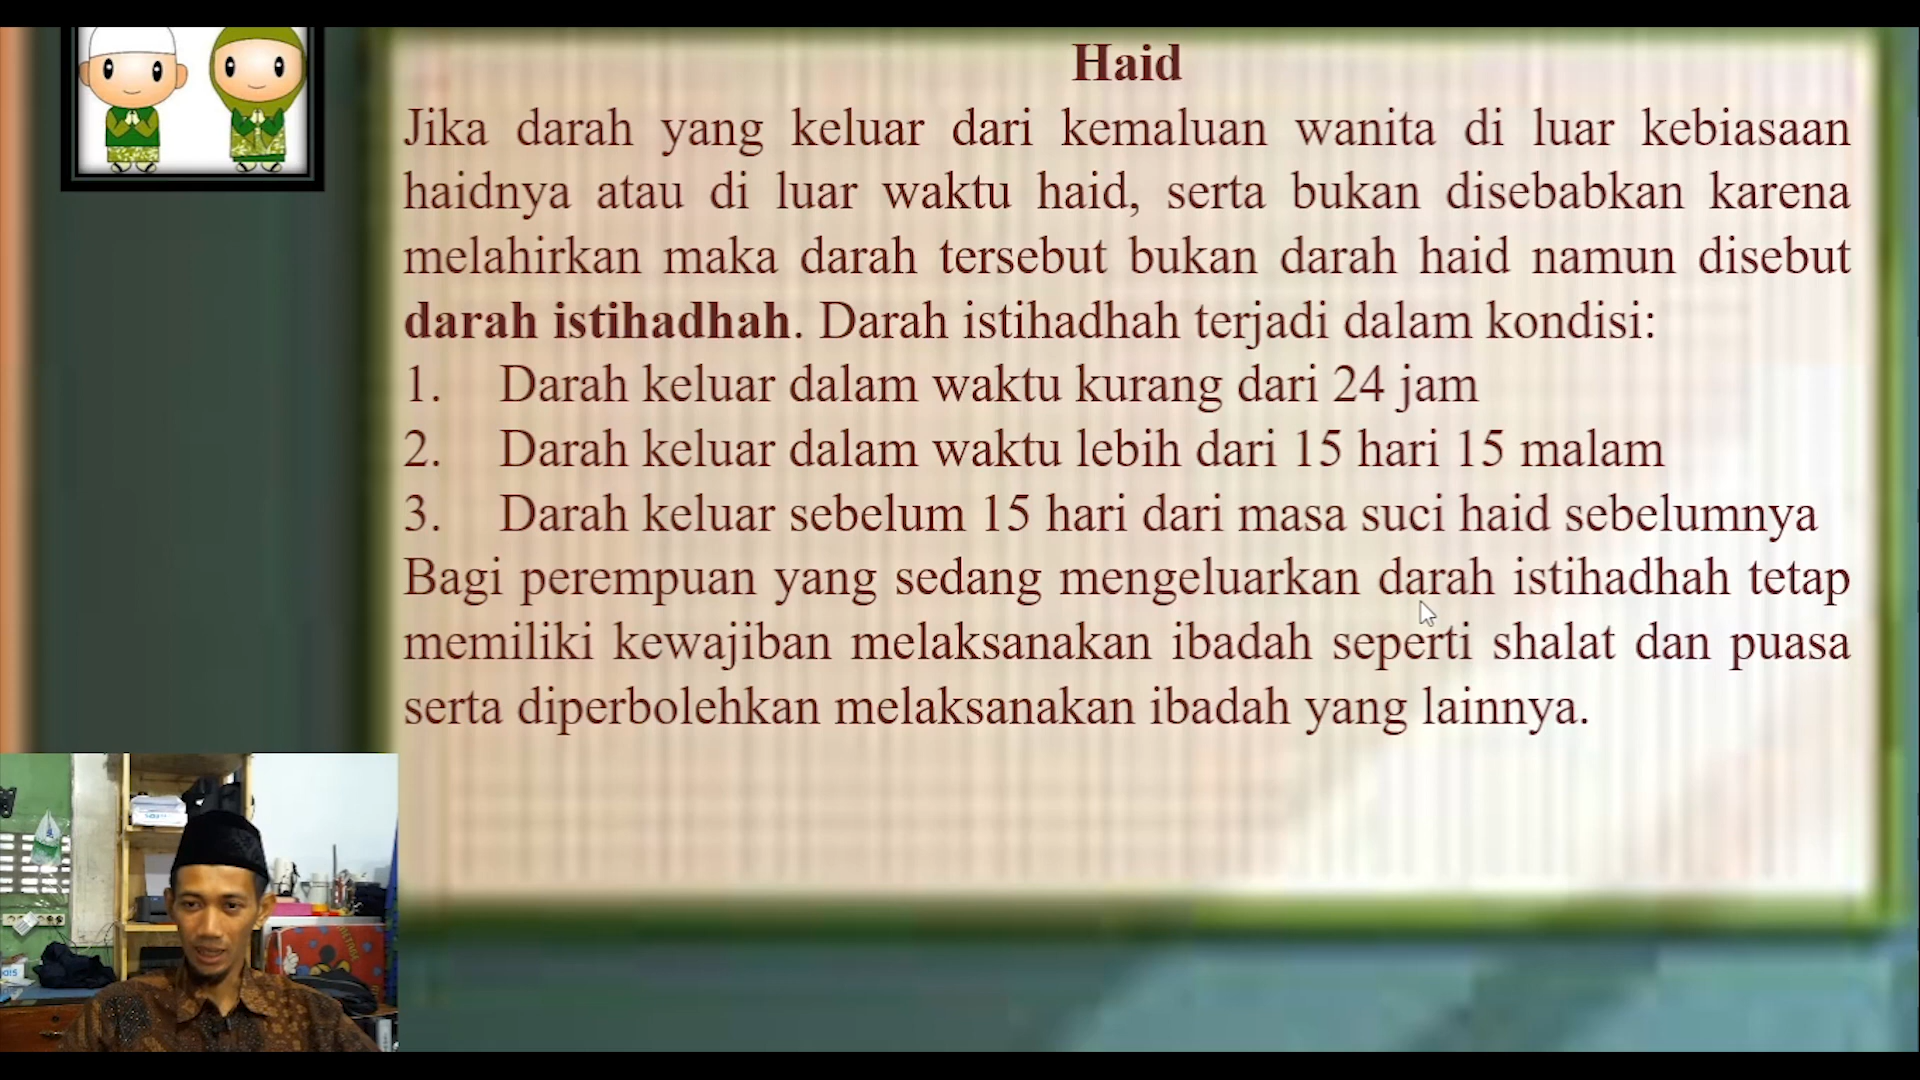 Haid
Jika darah yang keluar dari kemaluan wanita di luar kebiasaan
haidnya atau di luar waktu haid, serta bukan disebabkan karena
melahirkan maka darah tersebut bukan darah haid namun disebut
darah istihadhah. Darah istihadhah terjadi dalam kondisi:
1. Darah keluar dalam waktu kurang dari 24 jam
2. Darah keluar dalam waktu lebih dari 15 hari 15 malam
3. Darah keluar sebelum 15 hari dari masa suci haid sebelumnya
Bagi perempuan yang sedang mengeluarkan darah istihadhah tetap
memiliki kewajiban melaksanakan ibadah seperti shalat dan puasa
serta diperbolehkan melaksanakan ibadah yang lainnya.